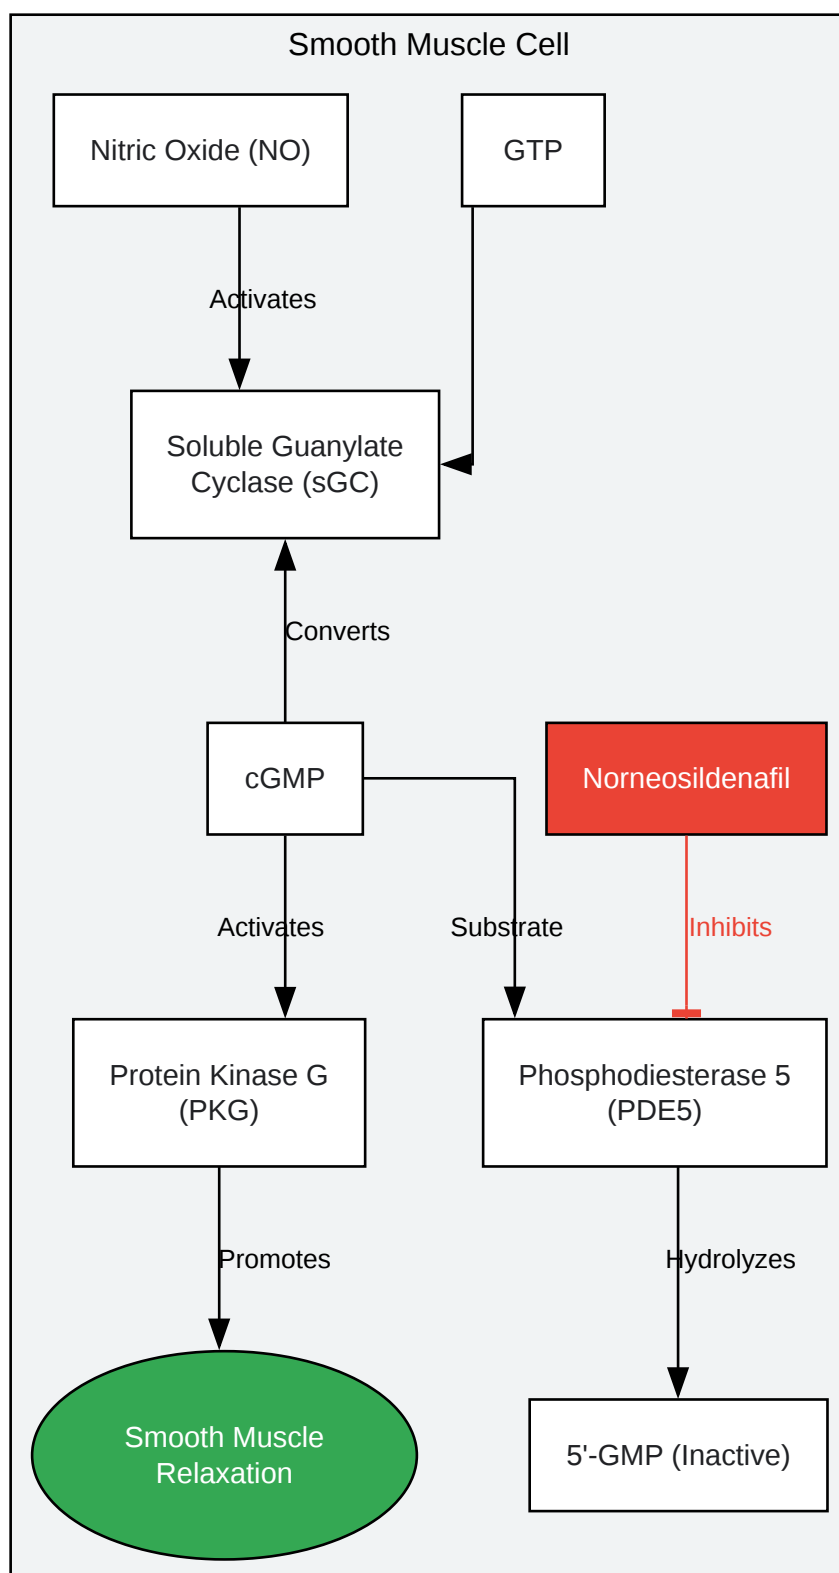 Smooth Muscle Cell
Nitric Oxide (NO)
GTP
Activates
Soluble Guanylate
Cyclase (sGC)
Converts
cGMP
Norneosildenafil
Activates
Substrate
Inhibits
Protein Kinase G
(PKG)
Phosphodiesterase 5
(PDE5)
Promotes
Hydrolyzes
Smooth Muscle
Relaxation
5'-GMP (Inactive)